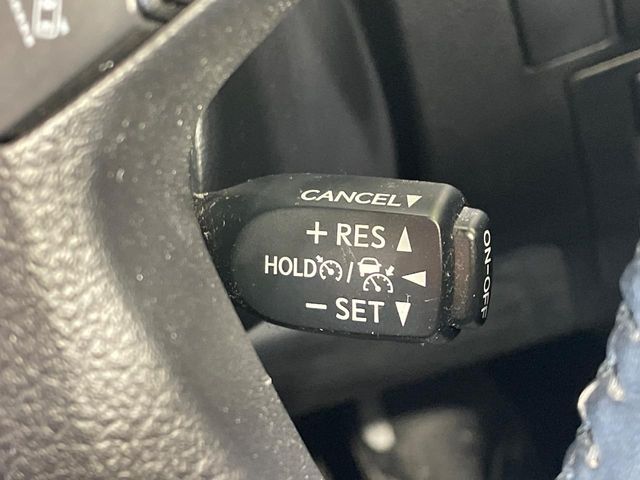 CANCEL▼
+ RES ▲
HOLD / ◀
− SET ▼
ON-OFF